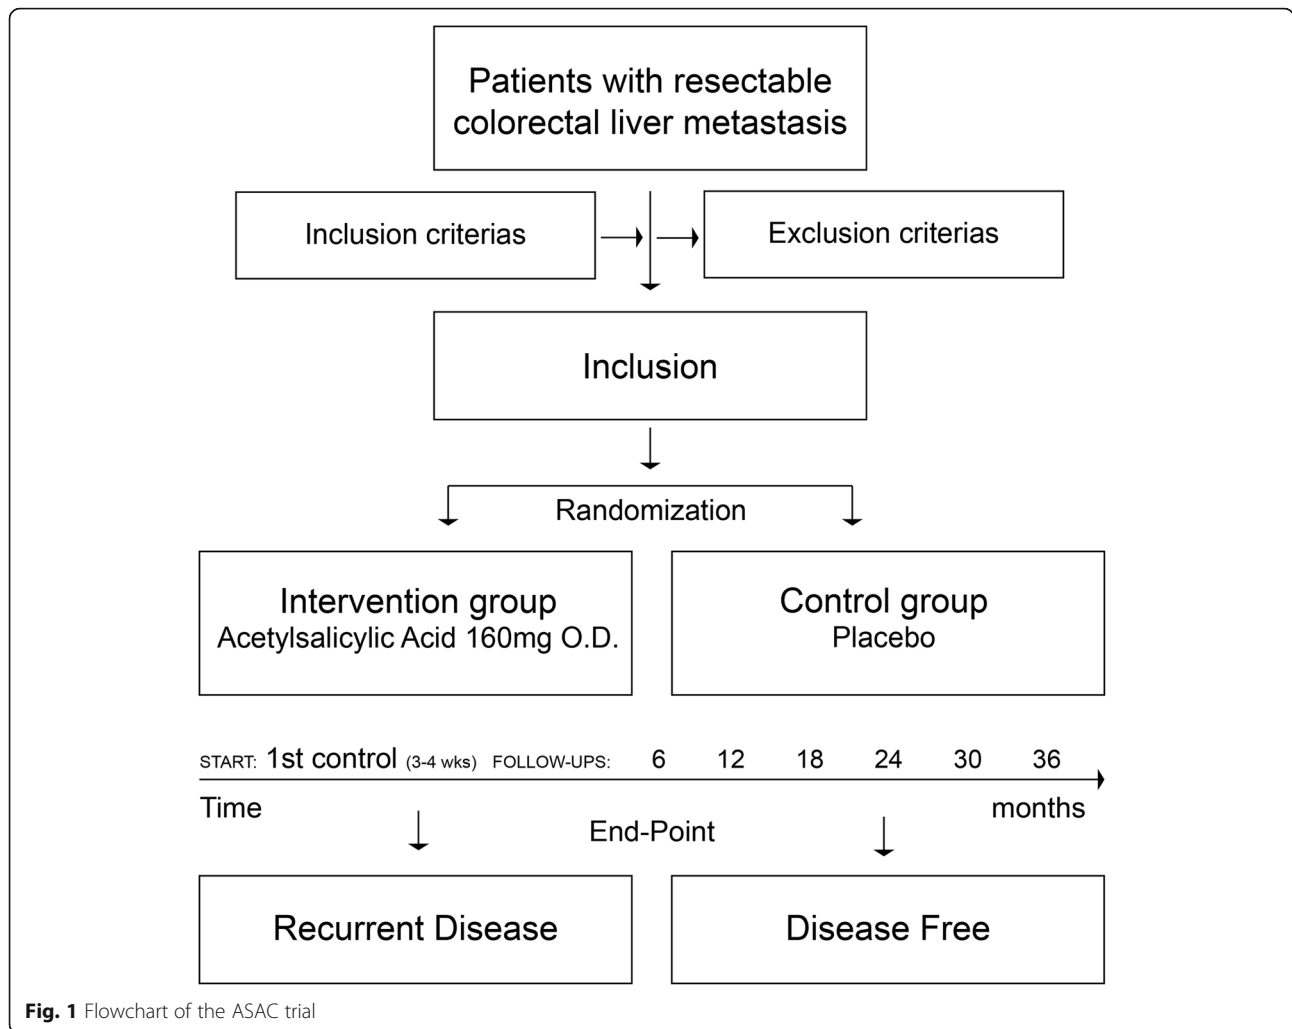 Patients with resectable
colorectal liver metastasis
Inclusion criterias
Exclusion criterias
Inclusion
Randomization
Intervention group
Acetylsalicylic Acid 160mg O.D.
Control group
Placebo
START: 1st control (3-4 wks) FOLLOW-UPS: 6 12 18 24 30 36
Time months
End-Point
Recurrent Disease
Disease Free
Fig. 1 Flowchart of the ASAC trial